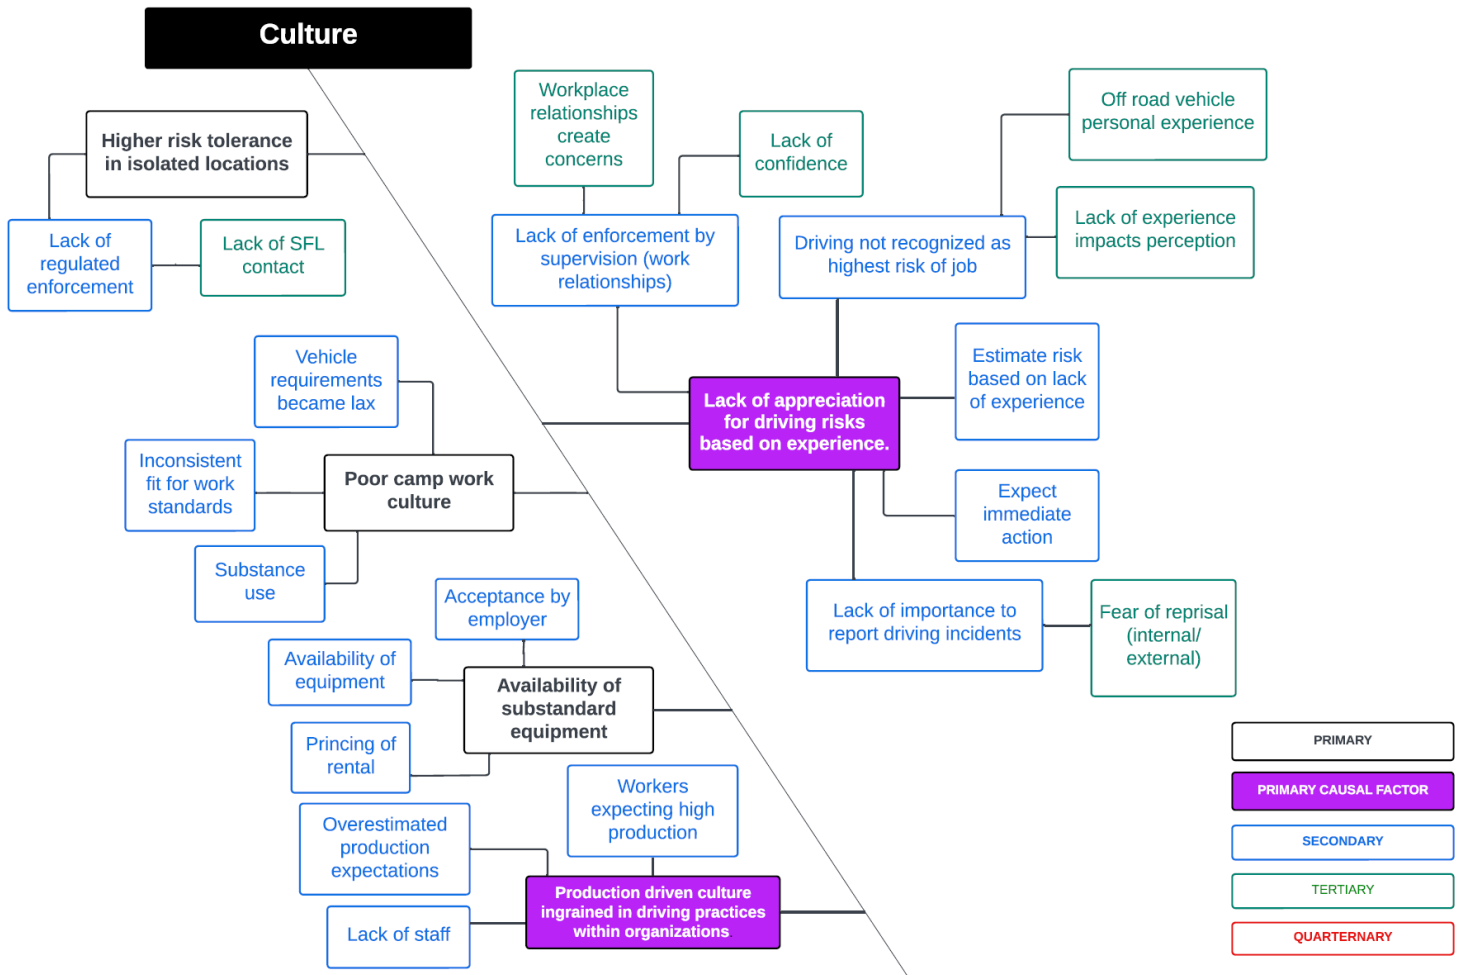 Culture
Higher risk tolerance
in isolated locations
Lack of
regulated
enforcement
Lack of SFL
contact
Workplace
relationships
create
concerns
Lack of
confidence
Off road vehicle
personal experience
Lack of experience
impacts perception
Lack of enforcement by
supervision (work
relationships)
Driving not recognized as
highest risk of job
Vehicle
requirements
became lax
Inconsistent
fit for work
standards
Poor camp work
culture
Substance
use
Lack of appreciation
for driving risks
based on experience.
Estimate risk
based on lack
of experience
Expect
immediate
action
Lack of importance to
report driving incidents
Fear of reprisal
(internal/
external)
Acceptance by
employer
Availability of
equipment
Availability of
substandard
equipment
Princing of
rental
Workers
expecting high
production
Overestimated
production
expectations
Production driven culture
ingrained in driving practices
within organizations.
Lack of staff
PRIMARY
PRIMARY CAUSAL FACTOR
SECONDARY
TERTIARY
QUARTERNARY